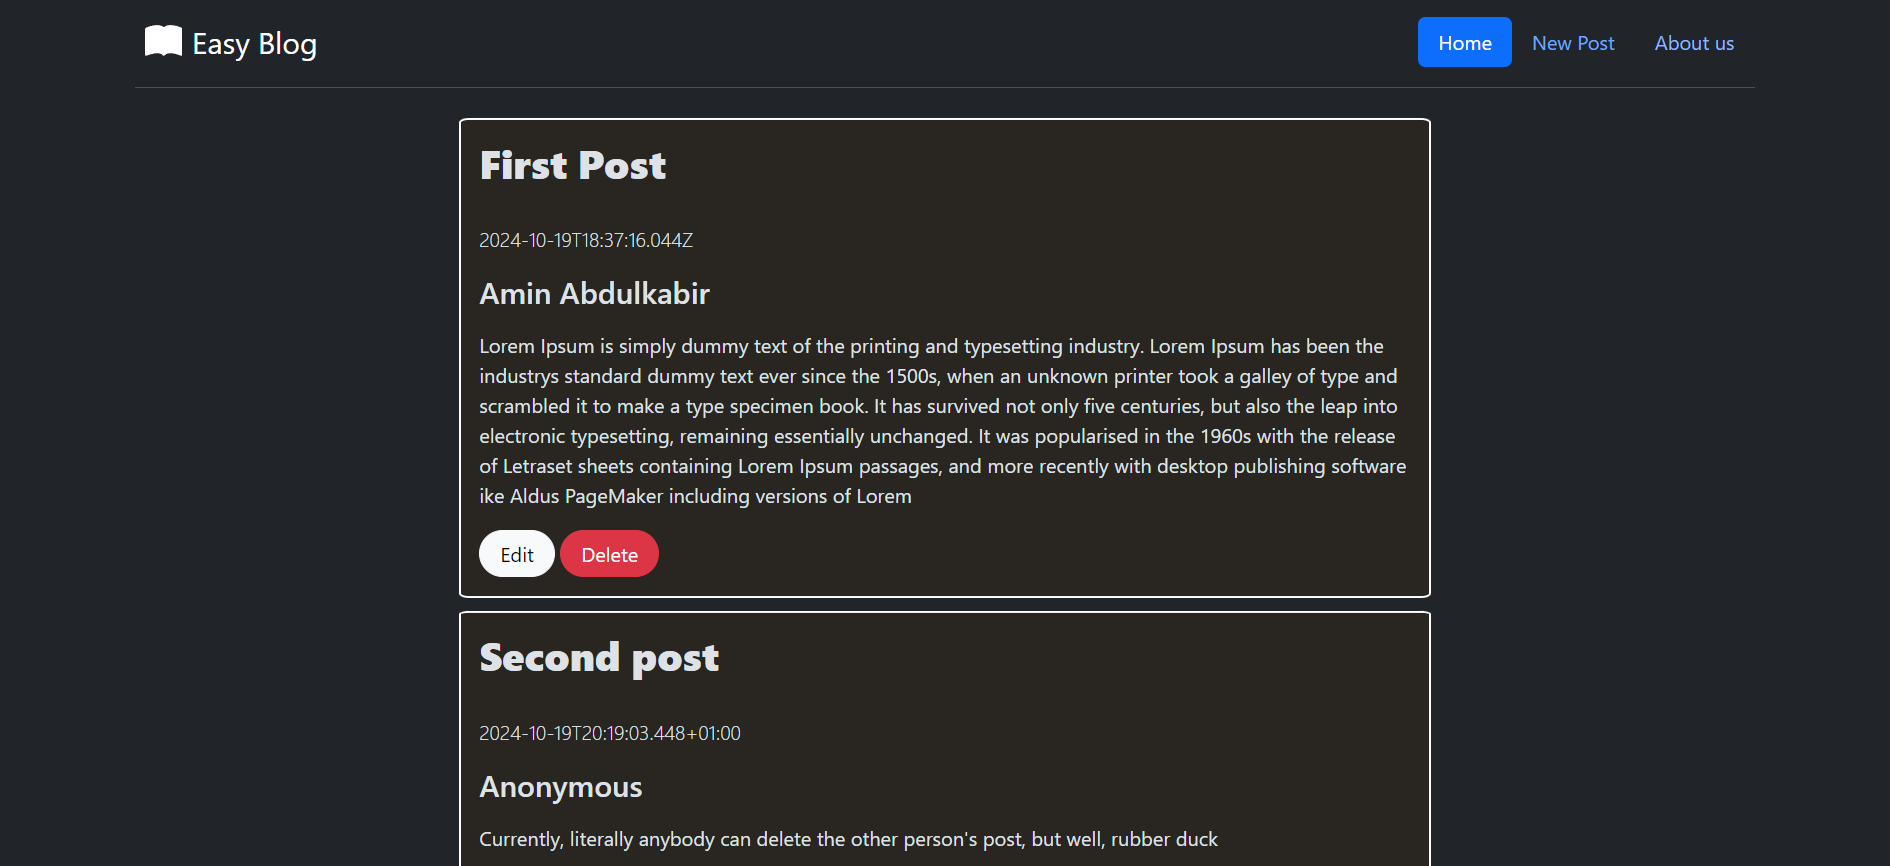 Easy Blog
Home
New Post
About us
First Post
2024-10-19T18:37:16.044Z
Amin Abdulkabir
Lorem Ipsum is simply dummy text of the printing and typesetting industry. Lorem Ipsum has been the
industrys standard dummy text ever since the 1500s, when an unknown printer took a galley of type and
scrambled it to make a type specimen book. It has survived not only five centuries, but also the leap into
electronic typesetting, remaining essentially unchanged. It was popularised in the 1960s with the release
of Letraset sheets containing Lorem Ipsum passages, and more recently with desktop publishing software
ike Aldus PageMaker including versions of Lorem
Edit
Delete
Second post
2024-10-19T20:19:03.448+01:00
Anonymous
Currently, literally anybody can delete the other person's post, but well, rubber duck